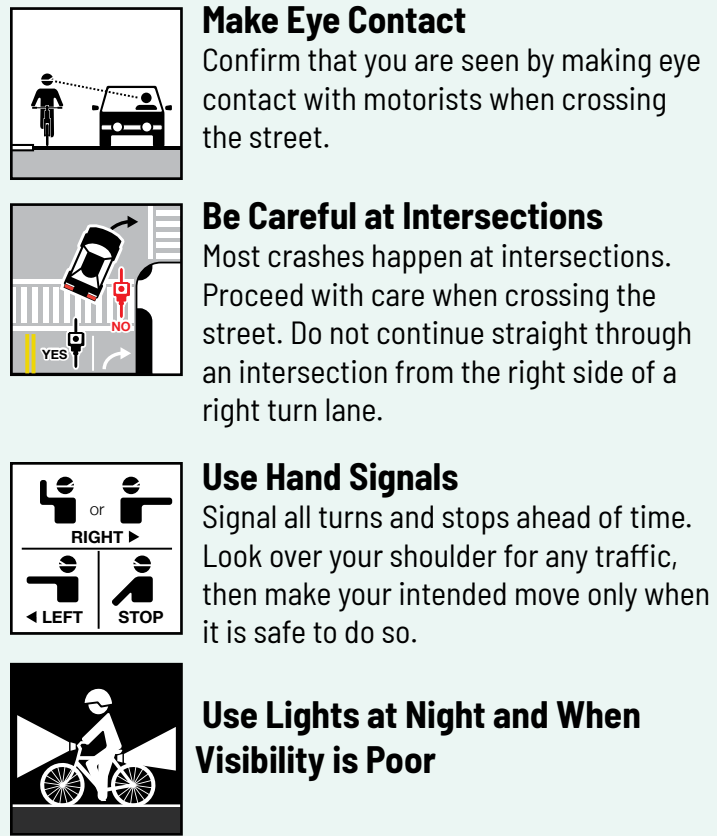 Make Eye Contact
Confirm that you are seen by making eye
contact with motorists when crossing
the street.
Be Careful at Intersections
Most crashes happen at intersections.
Proceed with care when crossing the
street. Do not continue straight through
an intersection from the right side of a
right turn lane.
NO
YES
Use Hand Signals
Signal all turns and stops ahead of time.
Look over your shoulder for any traffic,
then make your intended move only when
it is safe to do so.
or
RIGHT ▶
◀ LEFT
STOP
Use Lights at Night and When
Visibility is Poor